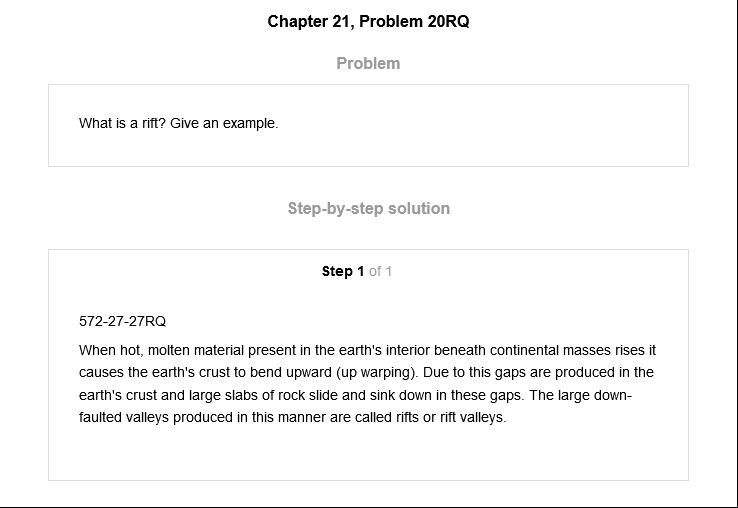 Chapter 21, Problem 20RQ
Problem
What is a rift? Give an example.
Step-by-step solution
Step 1 of 1
572-27-27RQ
When hot, molten material present in the earth's interior beneath continental masses rises it
causes the earth's crust to bend upward (up warping). Due to this gaps are produced in the
earth's crust and large slabs of rock slide and sink down in these gaps. The large down-
faulted valleys produced in this manner are called rifts or rift valleys.